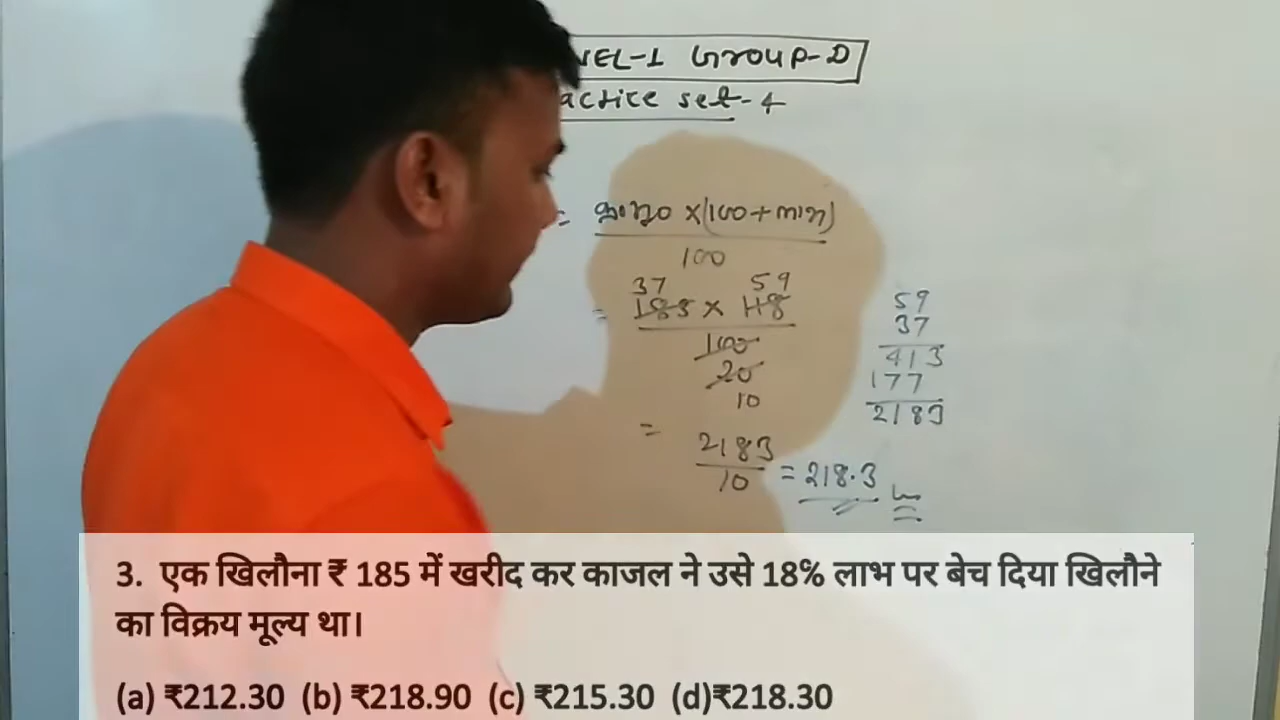 VEL-1 GROUP-D
actice set-4
= क्र०मू० ×(100+लाभ)
100
37 59
= 185 × 118
100
20
10
= 2183
10
= 218.3
59
37
413
177
2183
3. एक खिलौना ₹ 185 में खरीद कर काजल ने उसे 18% लाभ पर बेच दिया खिलौने
का विक्रय मूल्य था।
(a) ₹212.30 (b) ₹218.90 (c) ₹215.30 (d)₹218.30